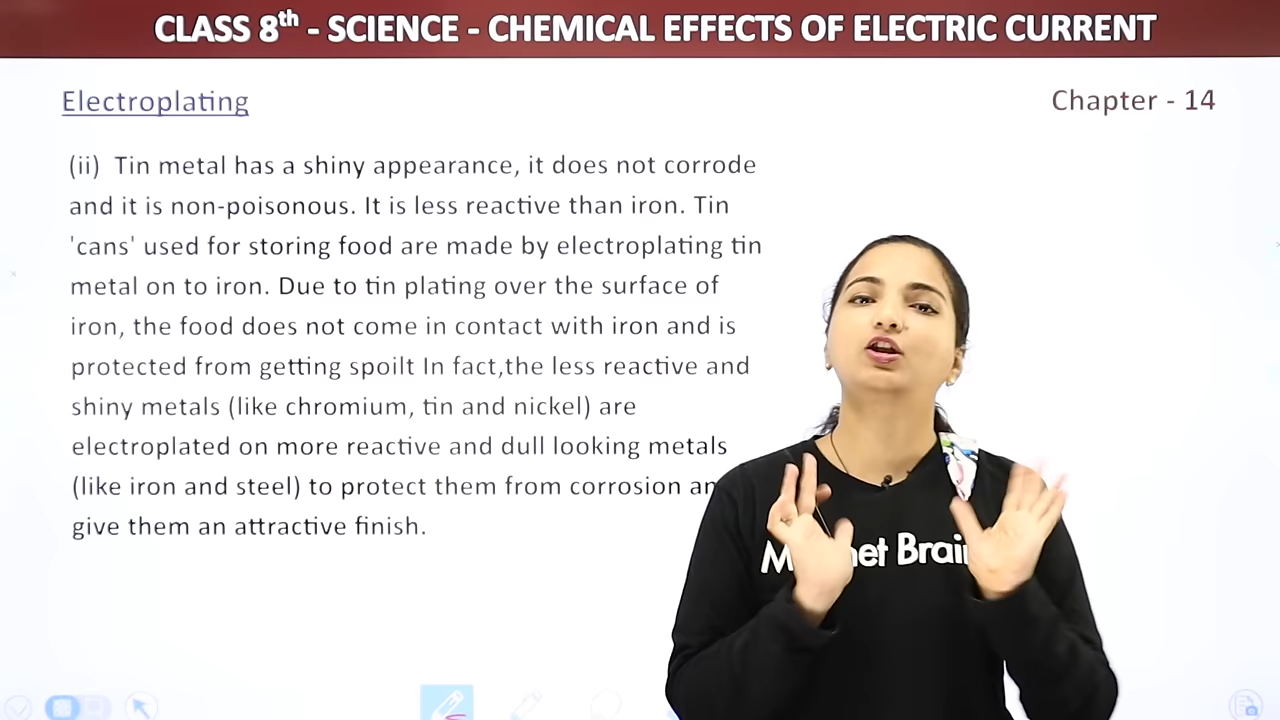 CLASS 8th - SCIENCE - CHEMICAL EFFECTS OF ELECTRIC CURRENT
Electroplating
Chapter - 14
(ii) Tin metal has a shiny appearance, it does not corrode
and it is non-poisonous. It is less reactive than iron. Tin
'cans' used for storing food are made by electroplating tin
metal on to iron. Due to tin plating over the surface of
iron, the food does not come in contact with iron and is
protected from getting spoilt In fact,the less reactive and
shiny metals (like chromium, tin and nickel) are
electroplated on more reactive and dull looking metals
(like iron and steel) to protect them from corrosion an
give them an attractive finish.